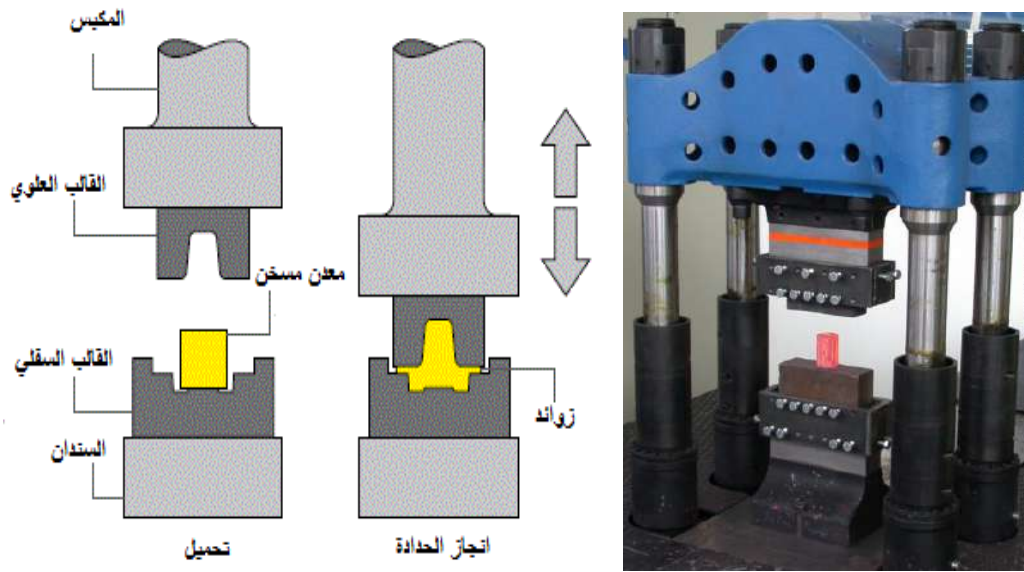 المكبس
القالب العلوي
معدن مسخن
القالب السفلي
السندان
زوائد
تحميل
انجاز الحدادة